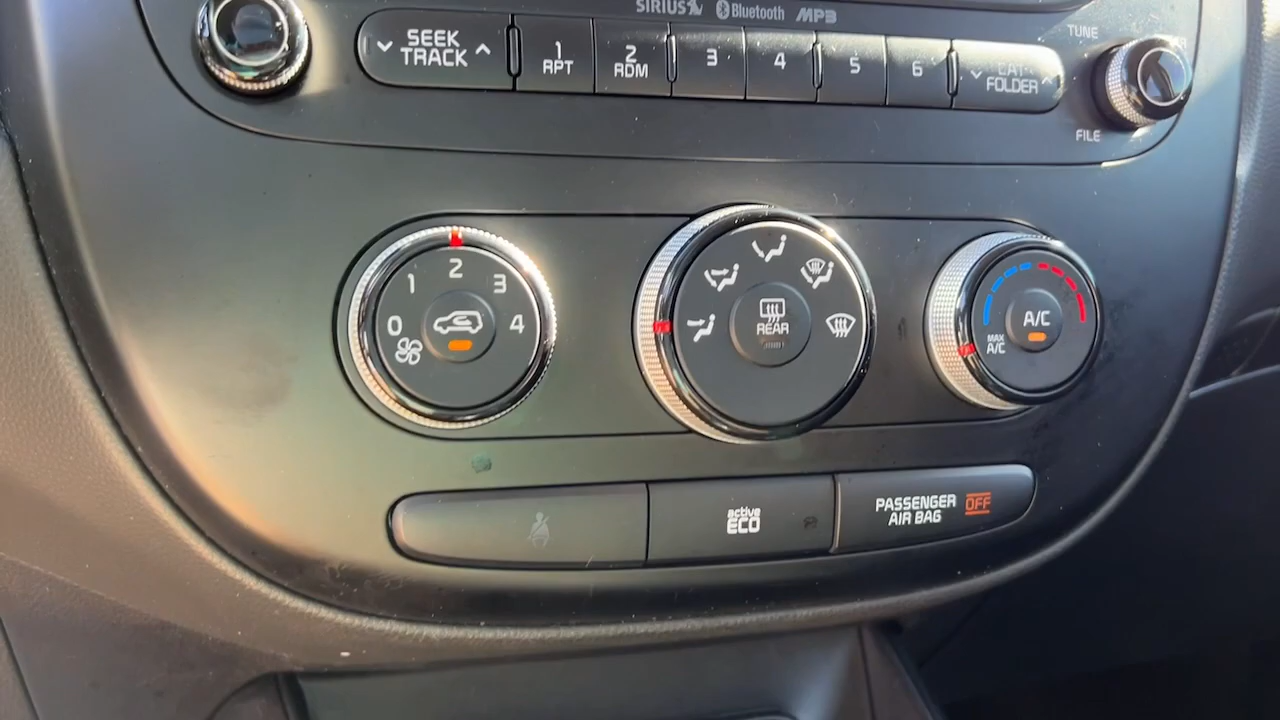 SIRIUS Bluetooth MP3
TUNE
SEEK
TRACK
1
RPT
2
RDM
3
4
5
6
CAT
FOLDER
FILE
0
1
2
3
4
REAR
A/C
MAX
A/C
active
ECO
PASSENGER
AIR BAG
OFF